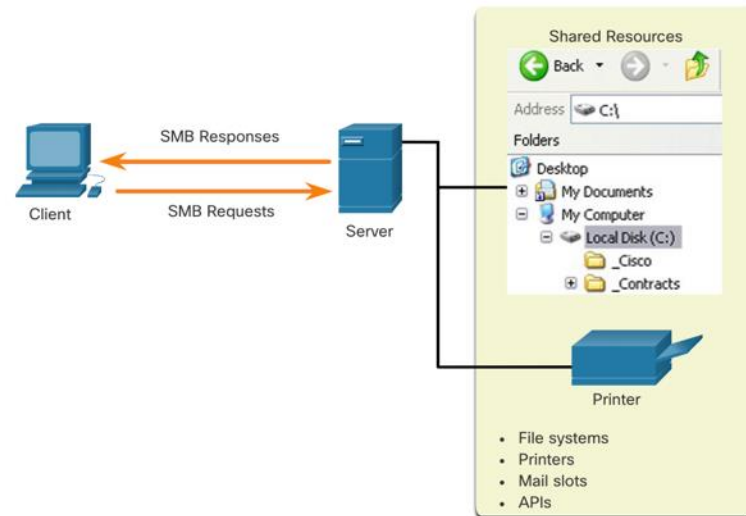 Shared Resources
Back
Address C:\
Folders
Desktop
My Documents
My Computer
Local Disk (C:)
_Cisco
_Contracts
SMB Responses
SMB Requests
Client
Server
Printer
• File systems
• Printers
• Mail slots
• APIs